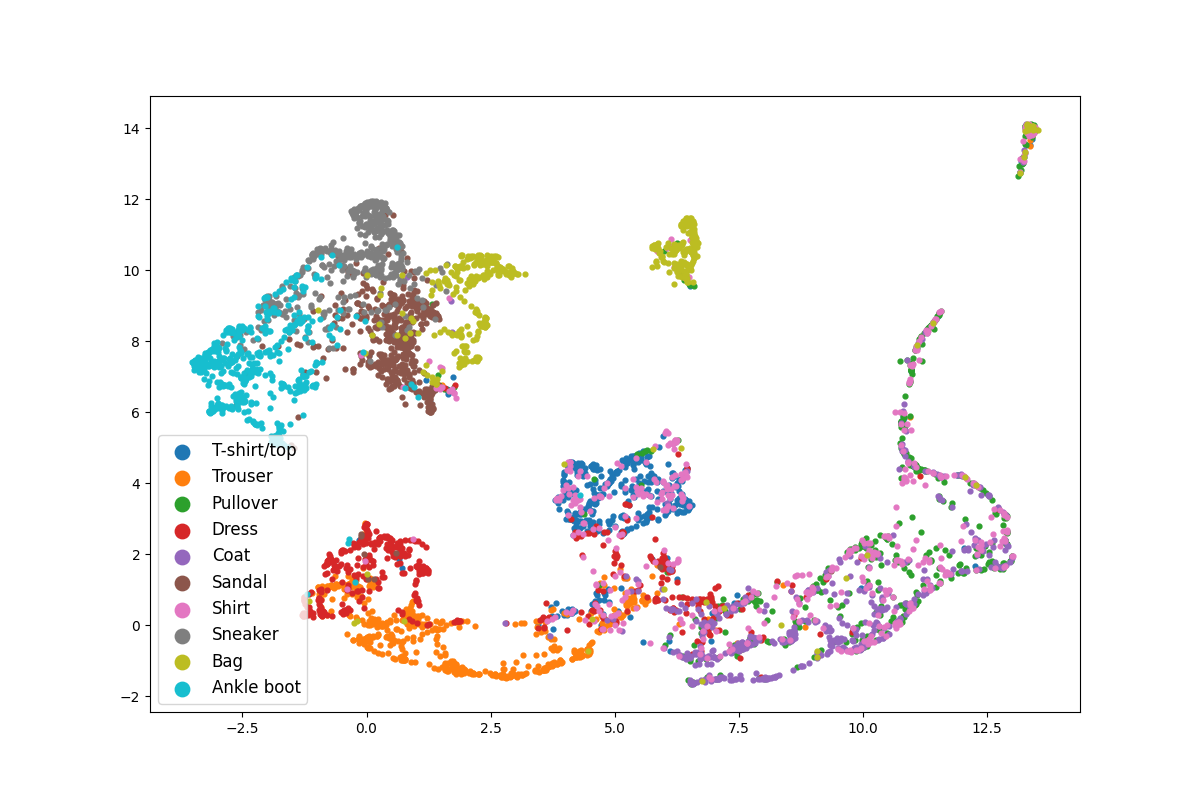 14
12
10
8
6
4
2
0
−2
T-shirt/top
Trouser
Pullover
Dress
Coat
Sandal
Shirt
Sneaker
Bag
Ankle boot
−2.5 0.0 2.5 5.0 7.5 10.0 12.5